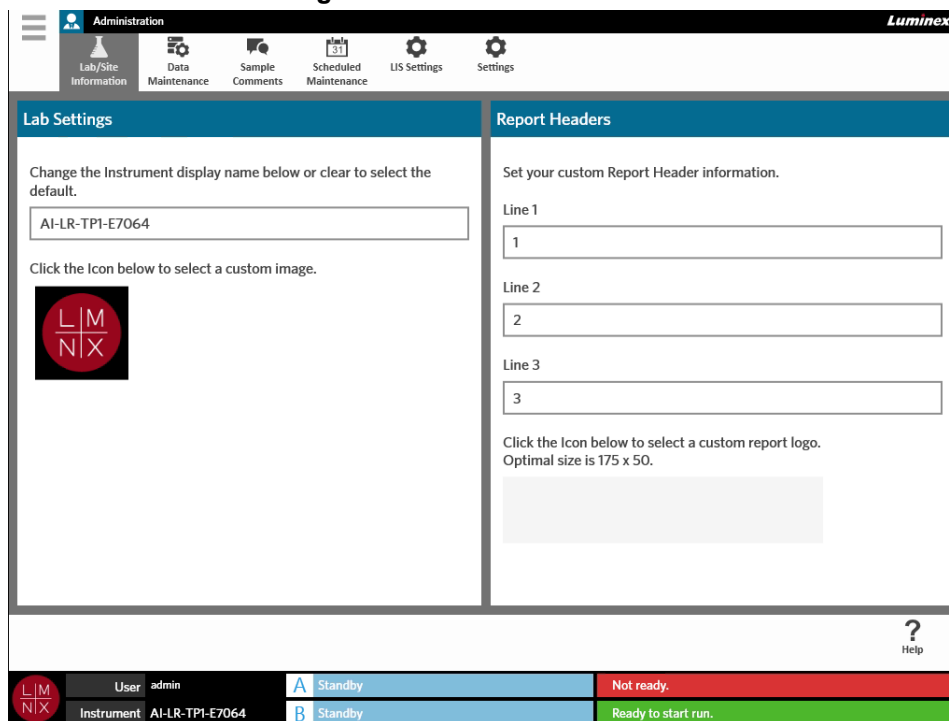 Administration
Luminex
Lab/Site
Information
Data
Maintenance
Sample
Comments
31
Scheduled
Maintenance
LIS Settings
Settings
Lab Settings
Change the Instrument display name below or clear to select the
default.
AI-LR-TP1-E7064
Click the Icon below to select a custom image.
L M
N X
Report Headers
Set your custom Report Header information.
Line 1
1
Line 2
2
Line 3
3
Click the Icon below to select a custom report logo.
Optimal size is 175 x 50.
?
Help
L M
N X
User admin
A Standby
Not ready.
Instrument AI-LR-TP1-E7064
B Standby
Ready to start run.